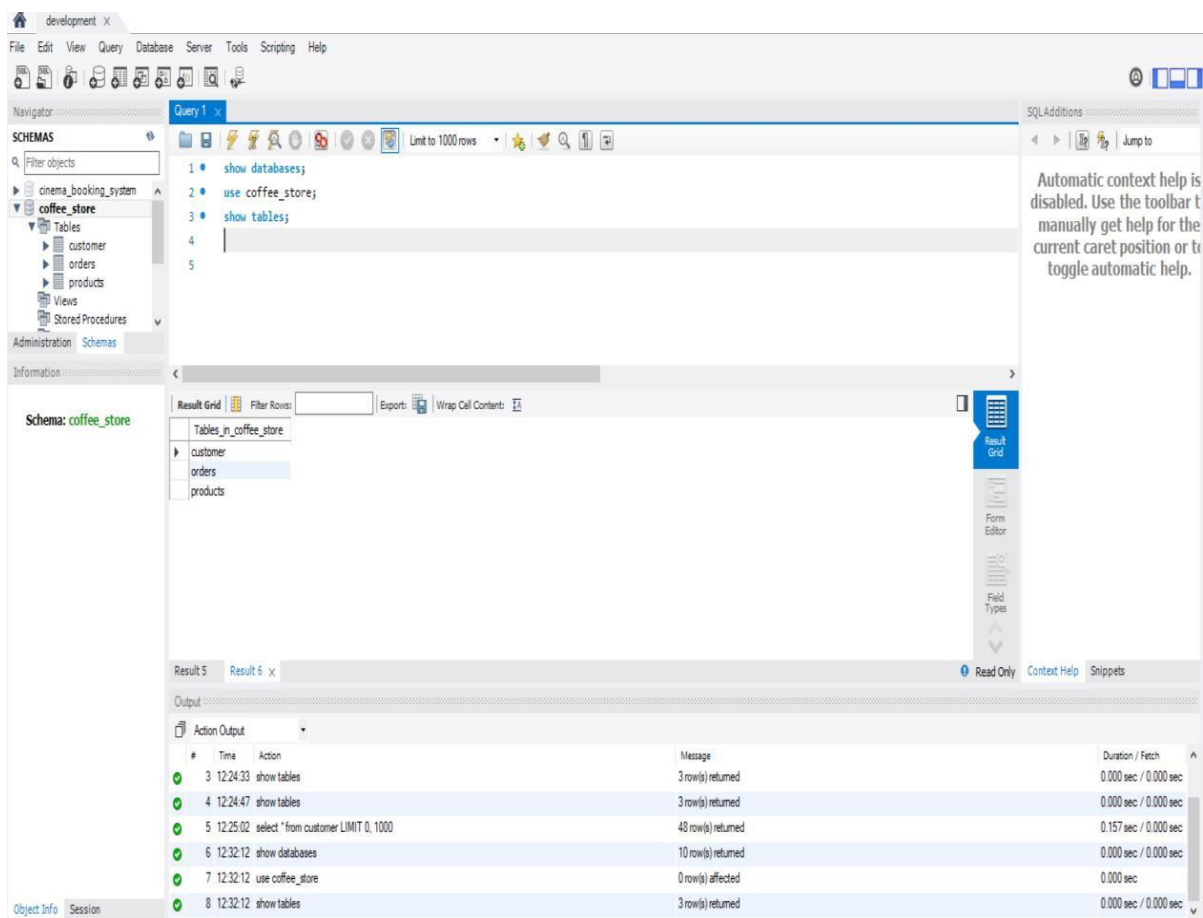 development ×
File Edit View Query Database Server Tools Scripting Help
Navigator
SCHEMAS
Filter objects
cinema_booking_system
coffee_store
Tables
customer
orders
products
Views
Stored Procedures
Administration Schemas
Information
Schema: coffee_store
Object Info Session
Query 1 ×
Limit to 1000 rows
1 show databases;
2 use coffee_store;
3 show tables;
4
5
Result Grid Filter Rows: Export: Wrap Cell Content:
Tables_in_coffee_store
customer
orders
products
Result Grid
Form Editor
Field Types
Result 5 Result 6 × Read Only
SQLAdditions
Jump to
Automatic context help is
disabled. Use the toolbar t
manually get help for the
current caret position or to
toggle automatic help.
Context Help Snippets
Output
Action Output
# Time Action Message Duration / Fetch
3 12:24:33 show tables 3 row(s) returned 0.000 sec / 0.000 sec
4 12:24:47 show tables 3 row(s) returned 0.000 sec / 0.000 sec
5 12:25:02 select * from customer LIMIT 0, 1000 48 row(s) returned 0.157 sec / 0.000 sec
6 12:32:12 show databases 10 row(s) returned 0.000 sec / 0.000 sec
7 12:32:12 use coffee_store 0 row(s) affected 0.000 sec
8 12:32:12 show tables 3 row(s) returned 0.000 sec / 0.000 sec